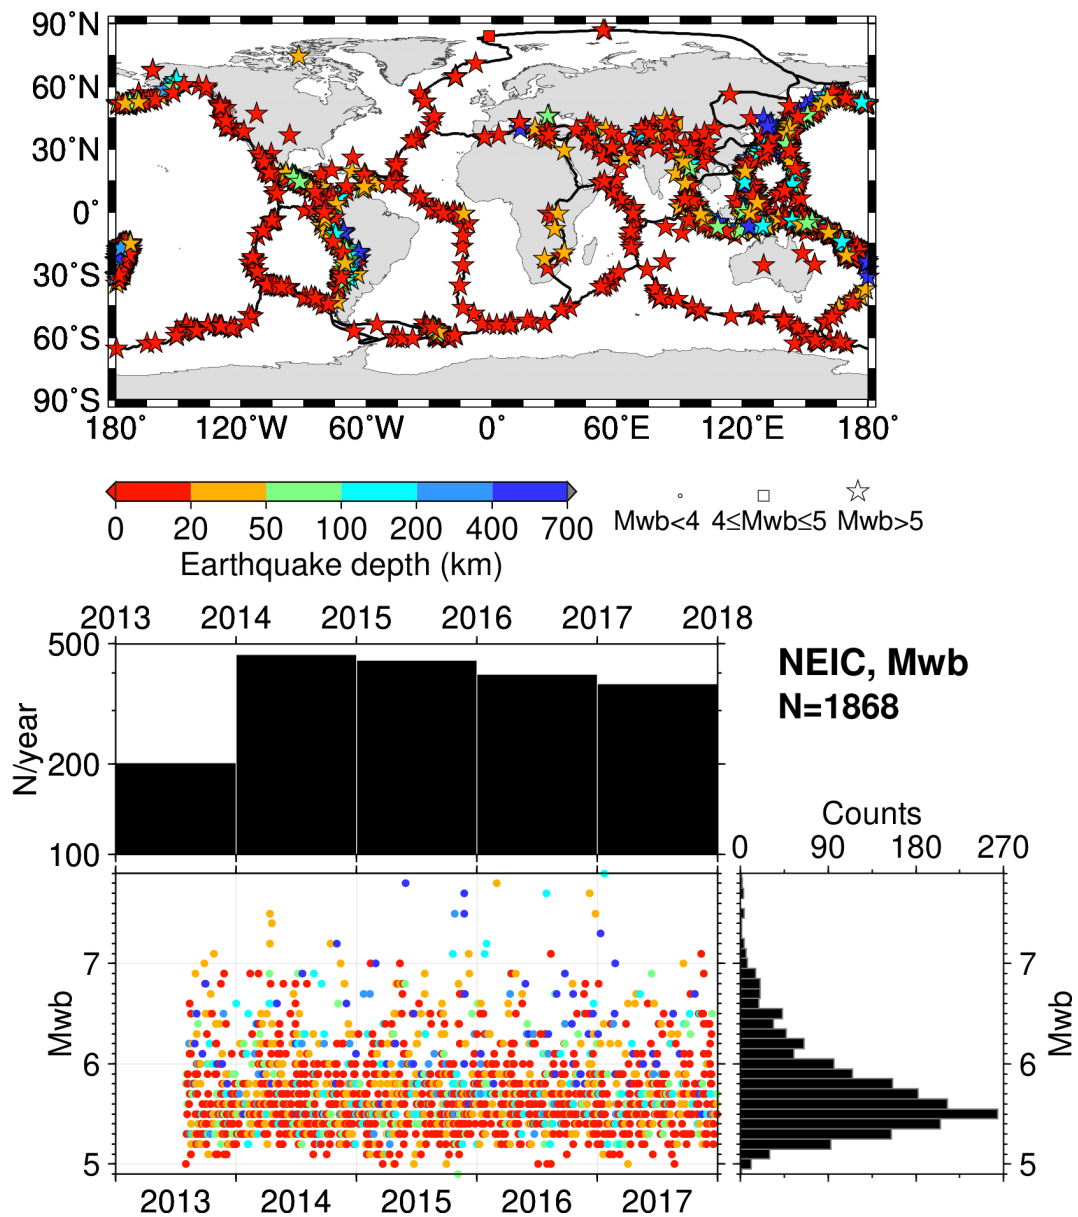 90˚N
60˚N
30˚N
0˚
30˚S
60˚S
90˚S
180˚ 120˚W 60˚W 0˚ 60˚E 120˚E 180˚
0 20 50 100 200 400 700
Earthquake depth (km)
Mwb<4 4≤Mwb≤5 Mwb>5
2013 2014 2015 2016 2017 2018
500
200
100
N/year
NEIC, Mwb
N=1868
Counts
0 90 180 270
7
6
5
Mwb
7
6
5
Mwb
2013 2014 2015 2016 2017